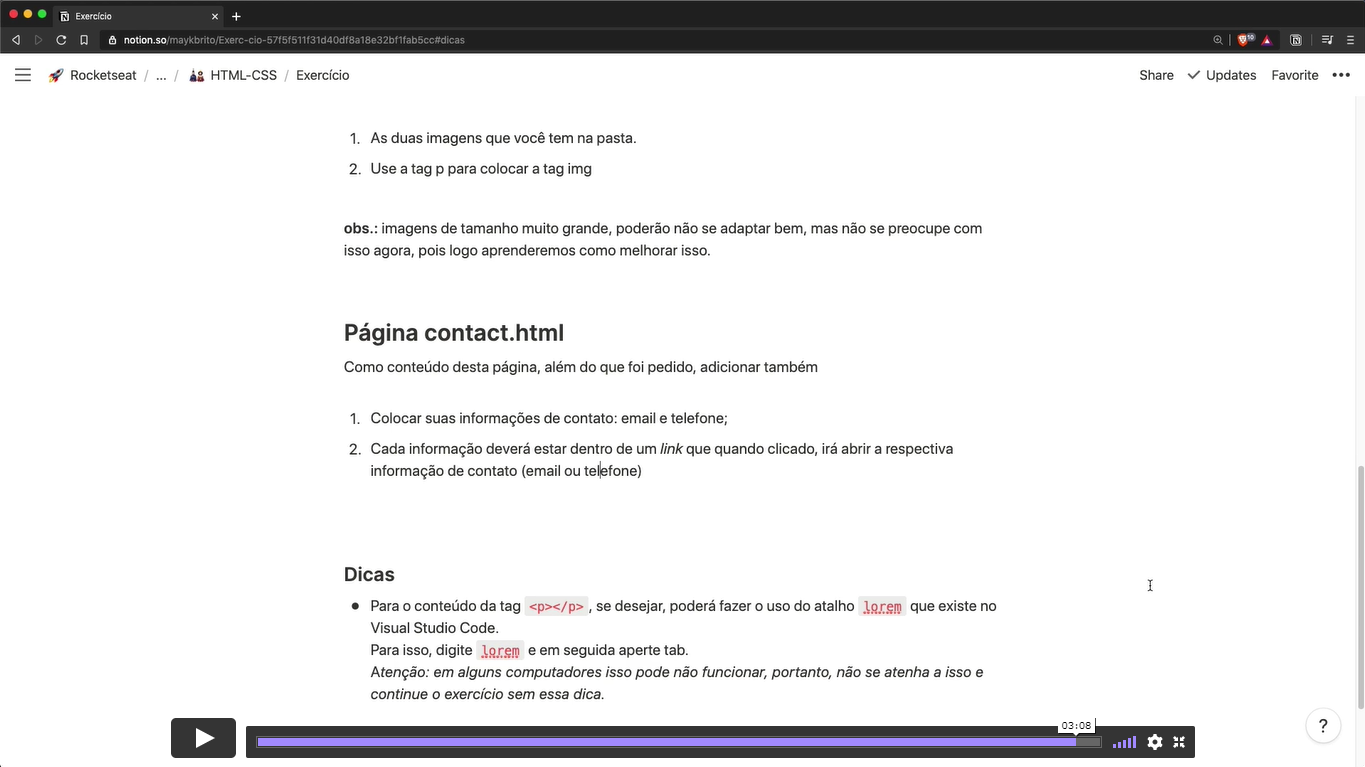 Exercício
notion.so/maykbrito/Exerc-cio-57f5f511f31d40df8a18e32bf1fab5cc#dicas
10
Rocketseat / ... / HTML-CSS / Exercício
Share Updates Favorite •••
1. As duas imagens que você tem na pasta.
2. Use a tag p para colocar a tag img
obs.: imagens de tamanho muito grande, poderão não se adaptar bem, mas não se preocupe com
isso agora, pois logo aprenderemos como melhorar isso.
Página contact.html
Como conteúdo desta página, além do que foi pedido, adicionar também
1. Colocar suas informações de contato: email e telefone;
2. Cada informação deverá estar dentro de um link que quando clicado, irá abrir a respectiva
informação de contato (email ou telefone)
Dicas
• Para o conteúdo da tag <p></p> , se desejar, poderá fazer o uso do atalho lorem que existe no
Visual Studio Code.
Para isso, digite lorem e em seguida aperte tab.
Atenção: em alguns computadores isso pode não funcionar, portanto, não se atenha a isso e
continue o exercício sem essa dica.
03:08
?